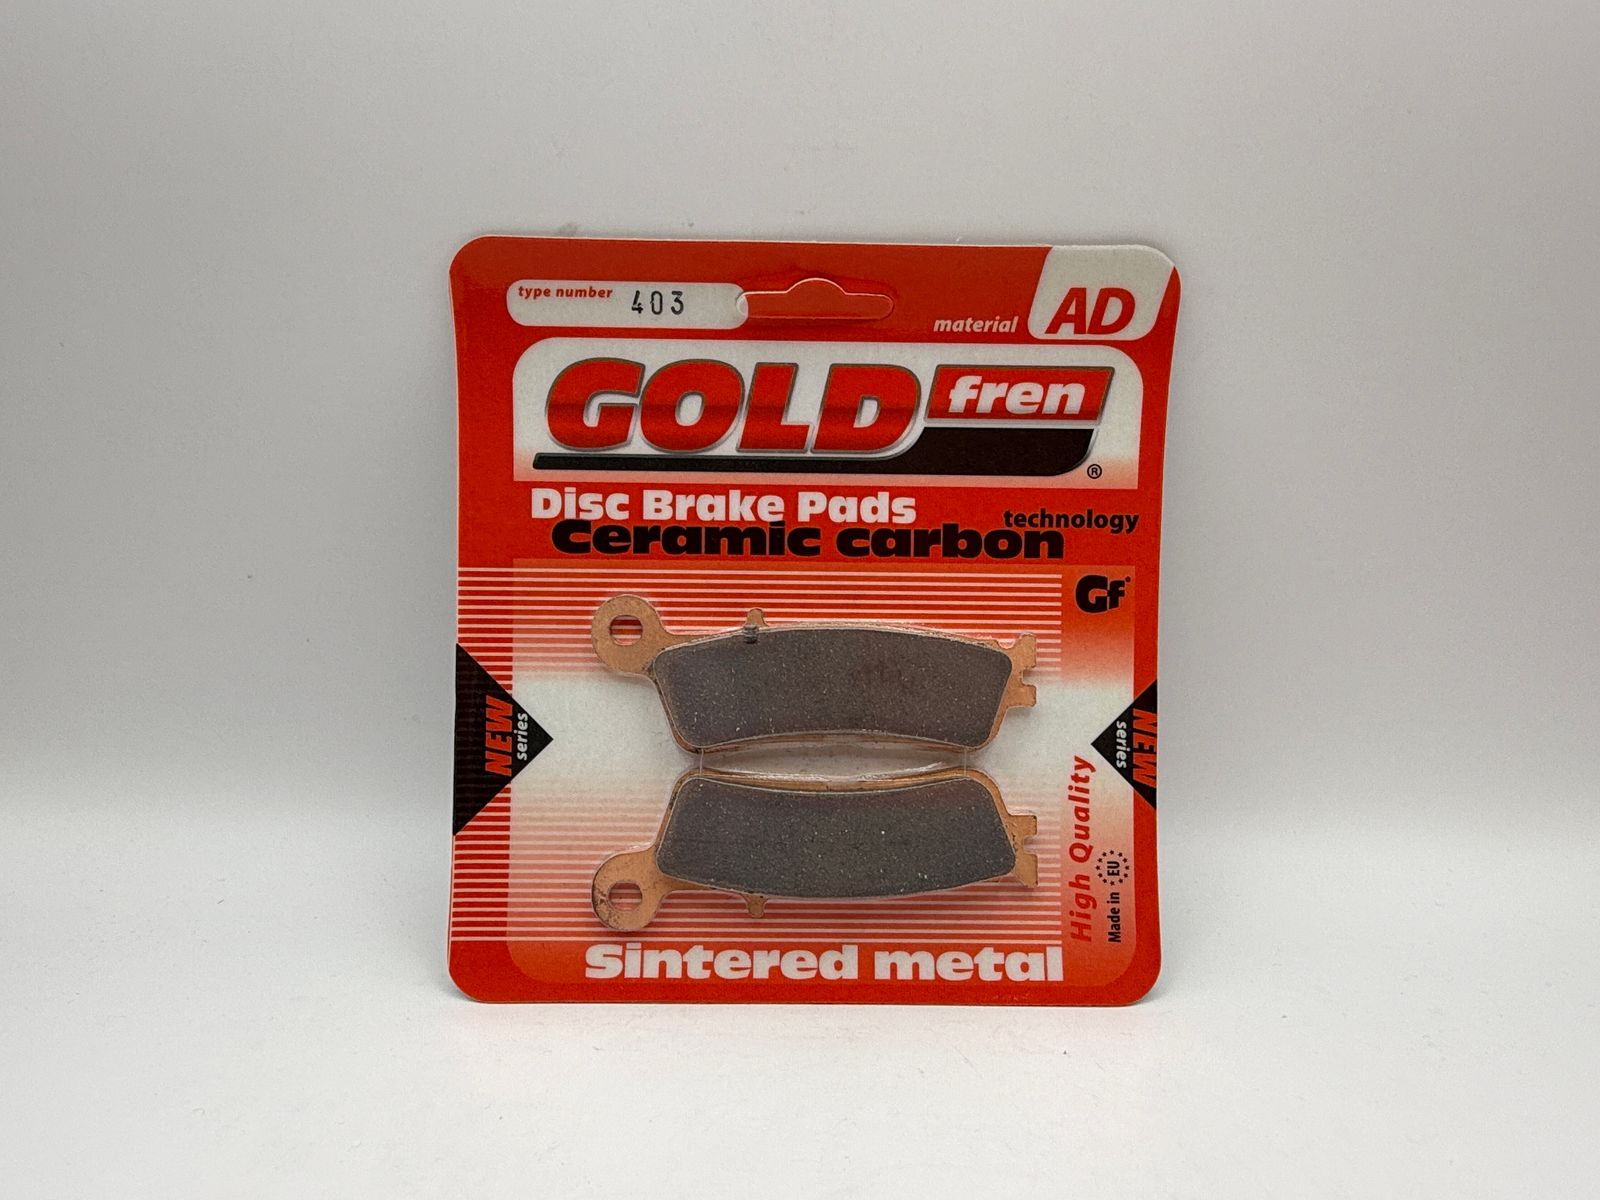 type number 403
material AD
GOLD fren
®
Disc Brake Pads
Ceramic carbon technology
Gf
NEW series
NEW series
High Quality
Made in EU
Sintered metal